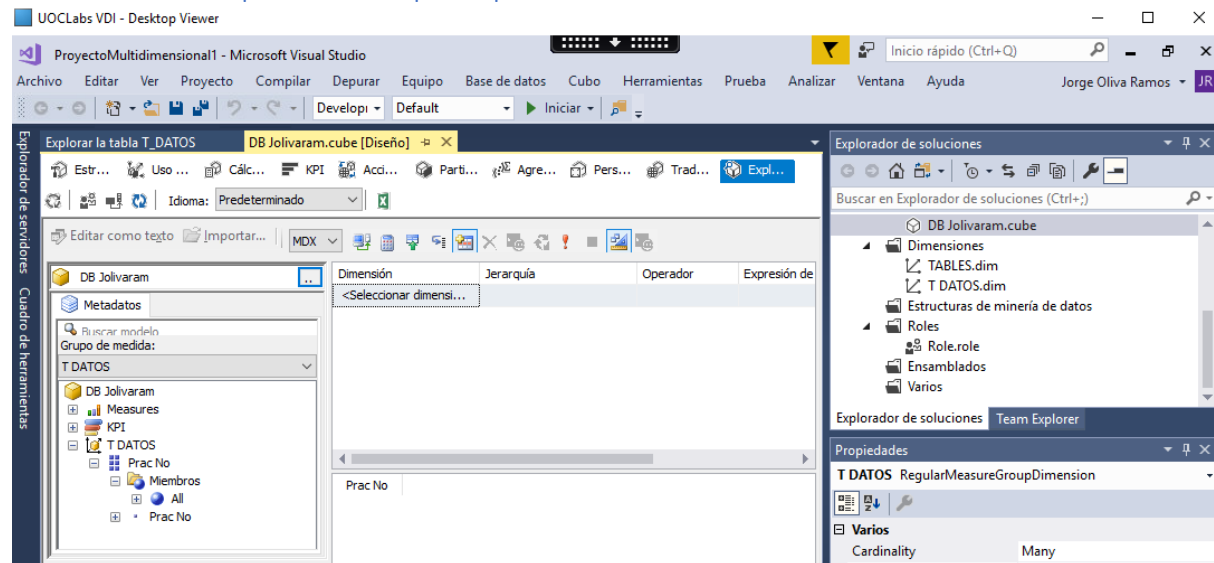 UOCLabs VDI - Desktop Viewer
ProyectoMultidimensional1 - Microsoft Visual Studio
Inicio rápido (Ctrl+Q)
Archivo Editar Ver Proyecto Compilar Depurar Equipo Base de datos Cubo Herramientas Prueba Analizar Ventana Ayuda Jorge Oliva Ramos JR
Default Iniciar
Explorador de servidores
Cuadro de herramientas
Explorar la tabla T_DATOS DB Jolivaram.cube [Diseño]
Estr... Uso ... Cálc... KPI Acci... Parti... Agre... Pers... Trad... Expl...
Idioma: Predeterminado
Editar como texto Importar... MDX
DB Jolivaram ..
Metadatos
Buscar modelo
Grupo de medida:
T DATOS
DB Jolivaram
Measures
KPI
T DATOS
Prac No
Miembros
All
Prac No
Dimensión Jerarquía Operador Expresión de
<Seleccionar dimensi...
Prac No
Explorador de soluciones
Buscar en Explorador de soluciones (Ctrl+;)
DB Jolivaram.cube
Dimensiones
TABLES.dim
T DATOS.dim
Estructuras de minería de datos
Roles
Role.role
Ensamblados
Varios
Explorador de soluciones Team Explorer
Propiedades
T DATOS RegularMeasureGroupDimension
Varios
Cardinality Many